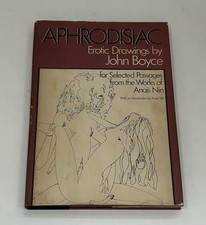 APHRODISIAC
Erotic Drawings by
John Boyce
for Selected Passages
from the Works of
Anaïs Nin